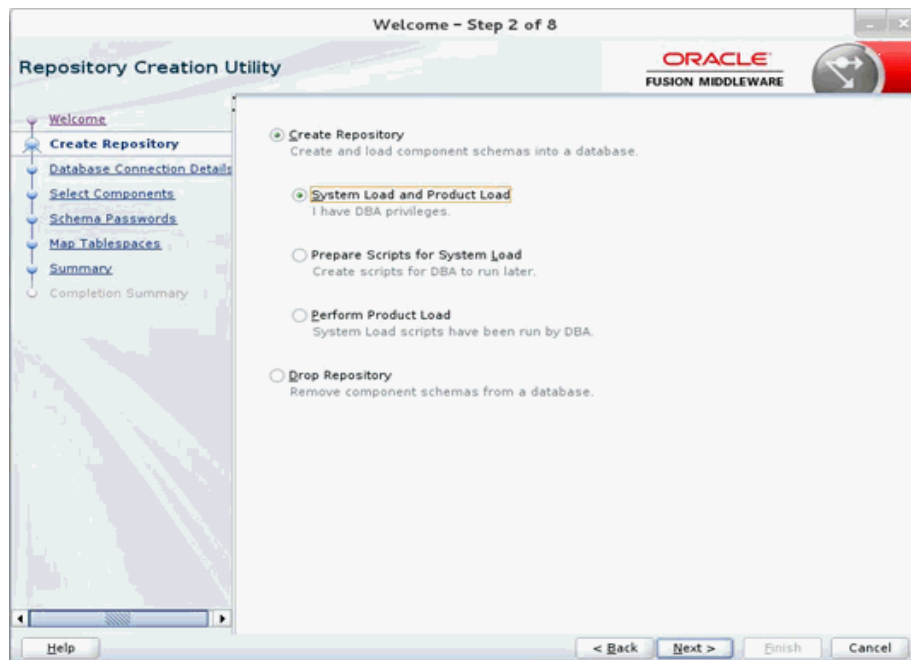 Welcome – Step 2 of 8
Repository Creation Utility
ORACLE
FUSION MIDDLEWARE
Welcome
Create Repository
Database Connection Details
Select Components
Schema Passwords
Map Tablespaces
Summary
Completion Summary
Create Repository
Create and load component schemas into a database.
System Load and Product Load
I have DBA privileges.
Prepare Scripts for System Load
Create scripts for DBA to run later.
Perform Product Load
System Load scripts have been run by DBA.
Drop Repository
Remove component schemas from a database.
Help
< Back
Next >
Finish
Cancel